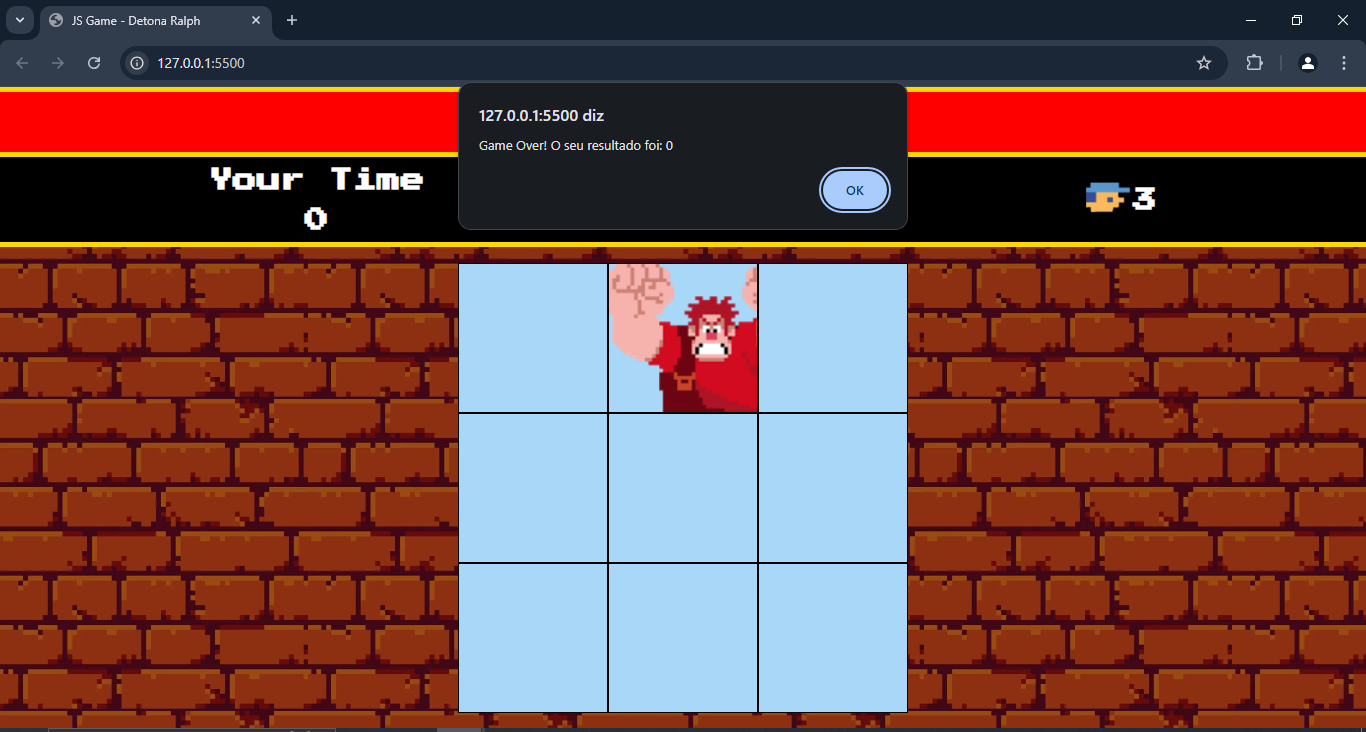 JS Game - Detona Ralph
127.0.0.1:5500
127.0.0.1:5500 diz
Game Over! O seu resultado foi: 0
OK
Your Time
0
3